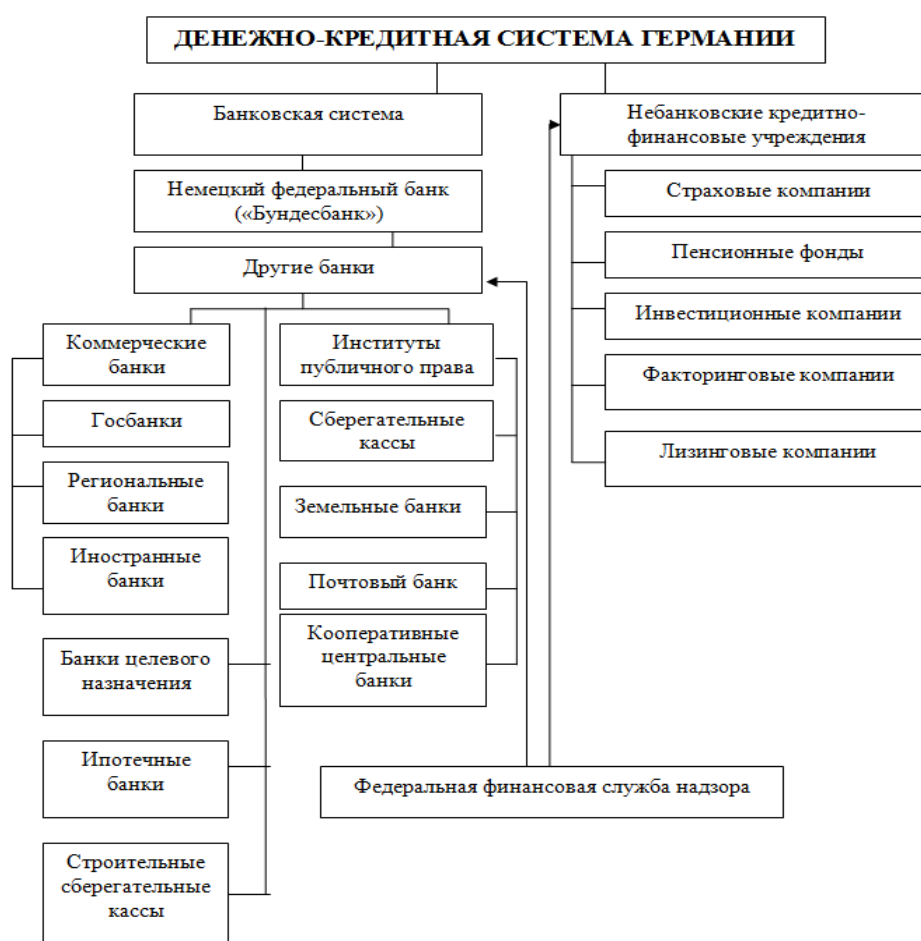 ДЕНЕЖНО-КРЕДИТНАЯ СИСТЕМА ГЕРМАНИИ
Банковская система
Небанковские кредитно-
финансовые учреждения
Немецкий федеральный банк
(«Бундесбанк»)
Другие банки
Коммерческие
банки
Госбанки
Региональные
банки
Иностранные
банки
Банки целевого
назначения
Ипотечные
банки
Строительные
сберегательные
кассы
Институты
публичного права
Сберегательные
кассы
Земельные банки
Почтовый банк
Кооперативные
центральные
банки
Страховые компании
Пенсионные фонды
Инвестиционные компании
Факторинговые компании
Лизинговые компании
Федеральная финансовая служба надзора